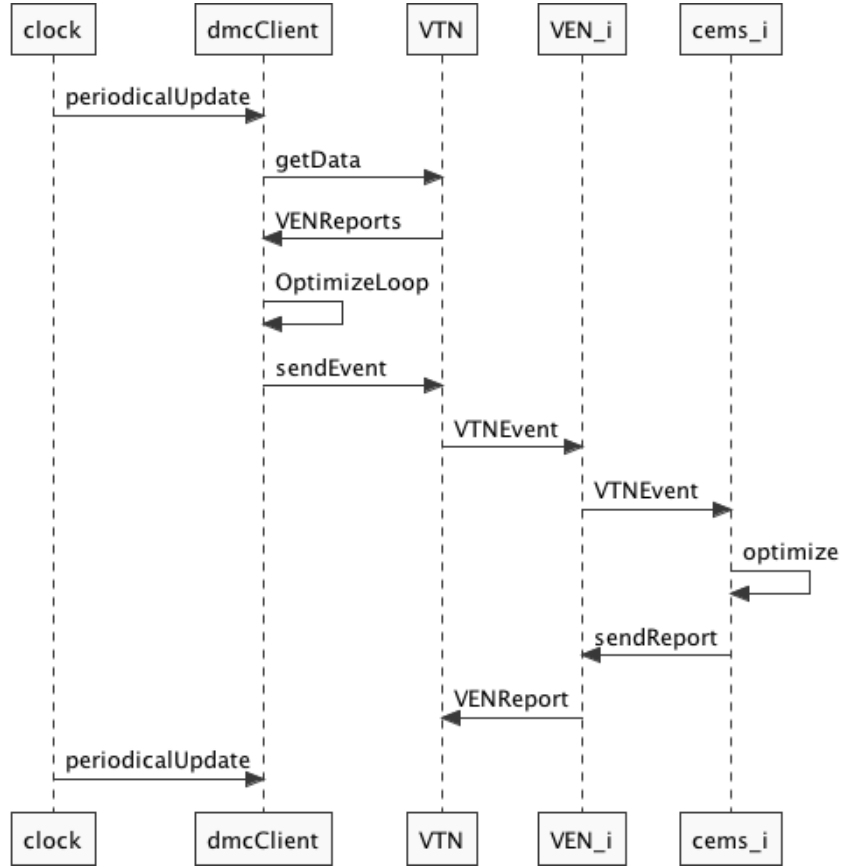 clock dmcClient VTN VEN_i cems_i
periodicalUpdate
getData
VENReports
OptimizeLoop
sendEvent
VTNEvent
VTNEvent
optimize
sendReport
VENReport
periodicalUpdate
clock dmcClient VTN VEN_i cems_i